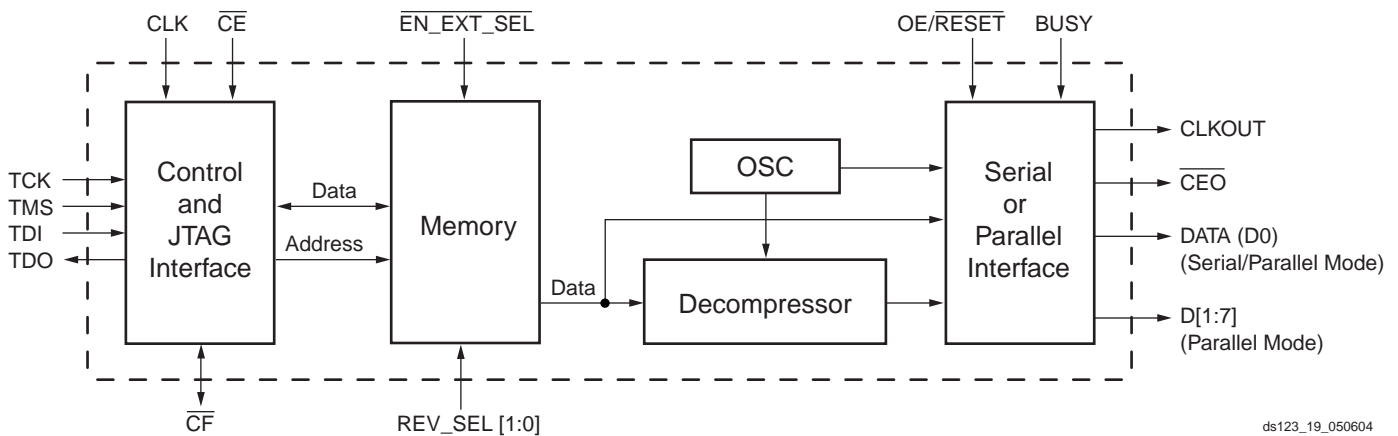 CLK
CE
EN_EXT_SEL
OE/RESET
BUSY
CLKOUT
OSC
TCK
TMS
TDI
TDO
Control
and
JTAG
Interface
Data
Address
Memory
Serial
or
Parallel
Interface
CEO
DATA (D0)
(Serial/Parallel Mode)
Data
Decompressor
D[1:7]
(Parallel Mode)
CF
REV_SEL [1:0]
ds123_19_050604